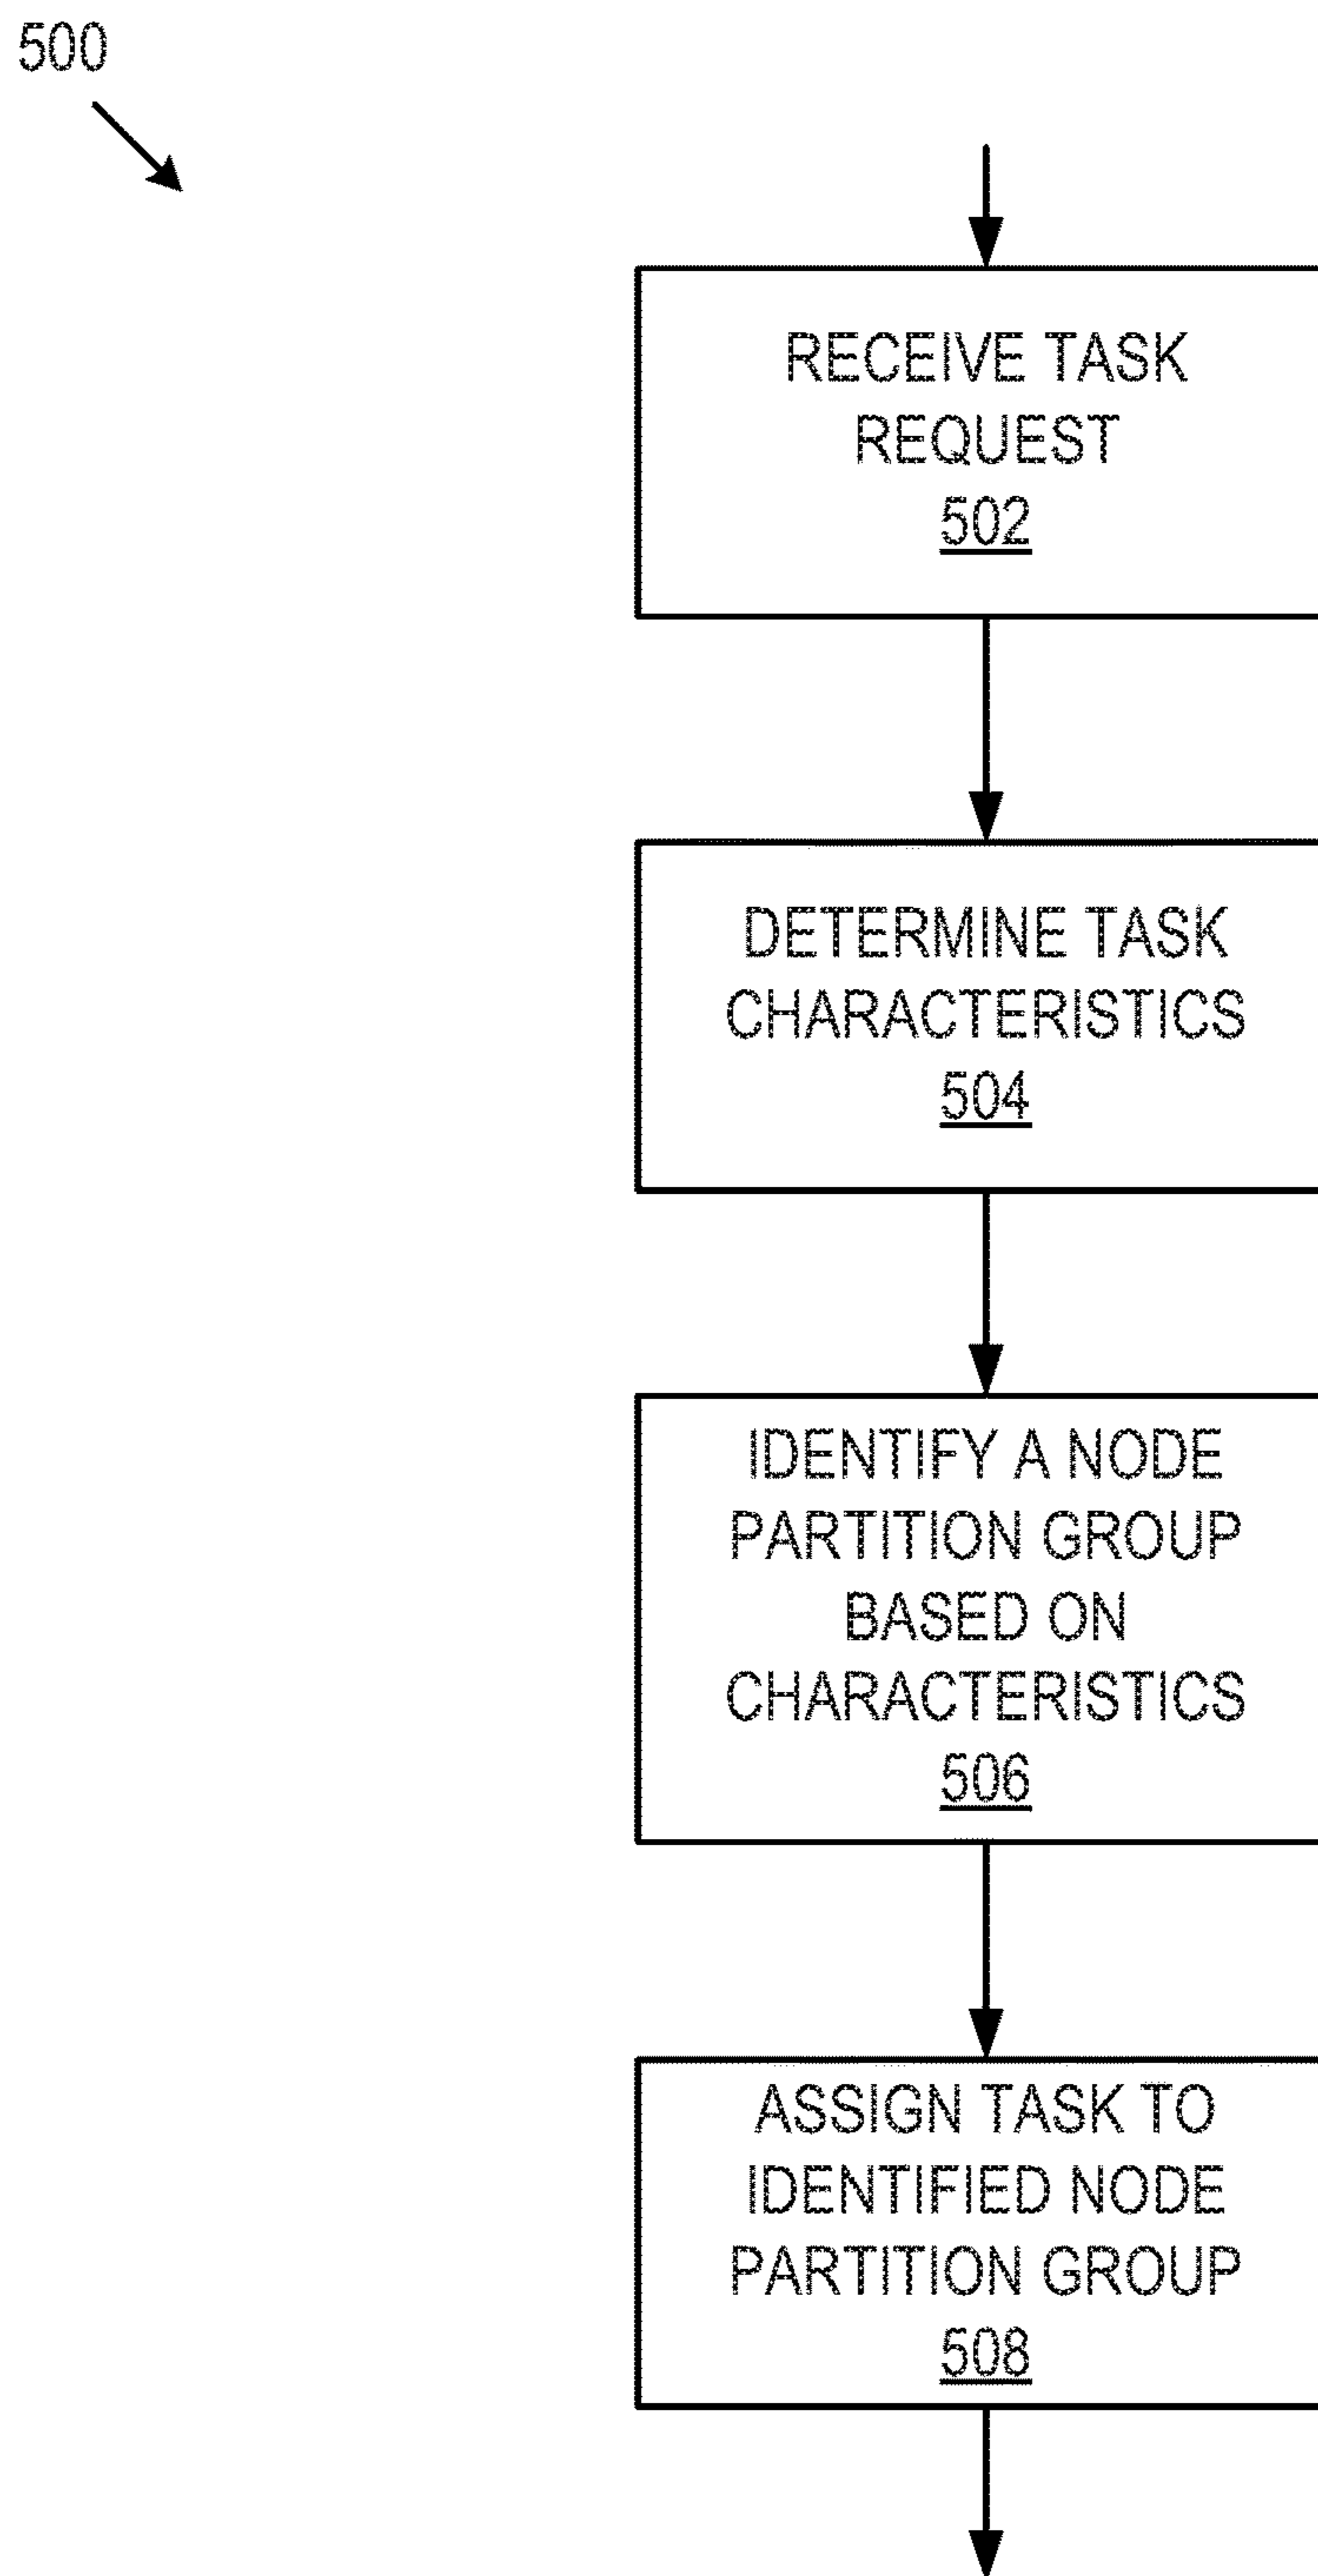 500
RECEIVE TASK
REQUEST
502
DETERMINE TASK
CHARACTERISTICS
504
IDENTIFY A NODE
PARTITION GROUP
BASED ON
CHARACTERISTICS
506
ASSIGN TASK TO
IDENTIFIED NODE
PARTITION GROUP
508